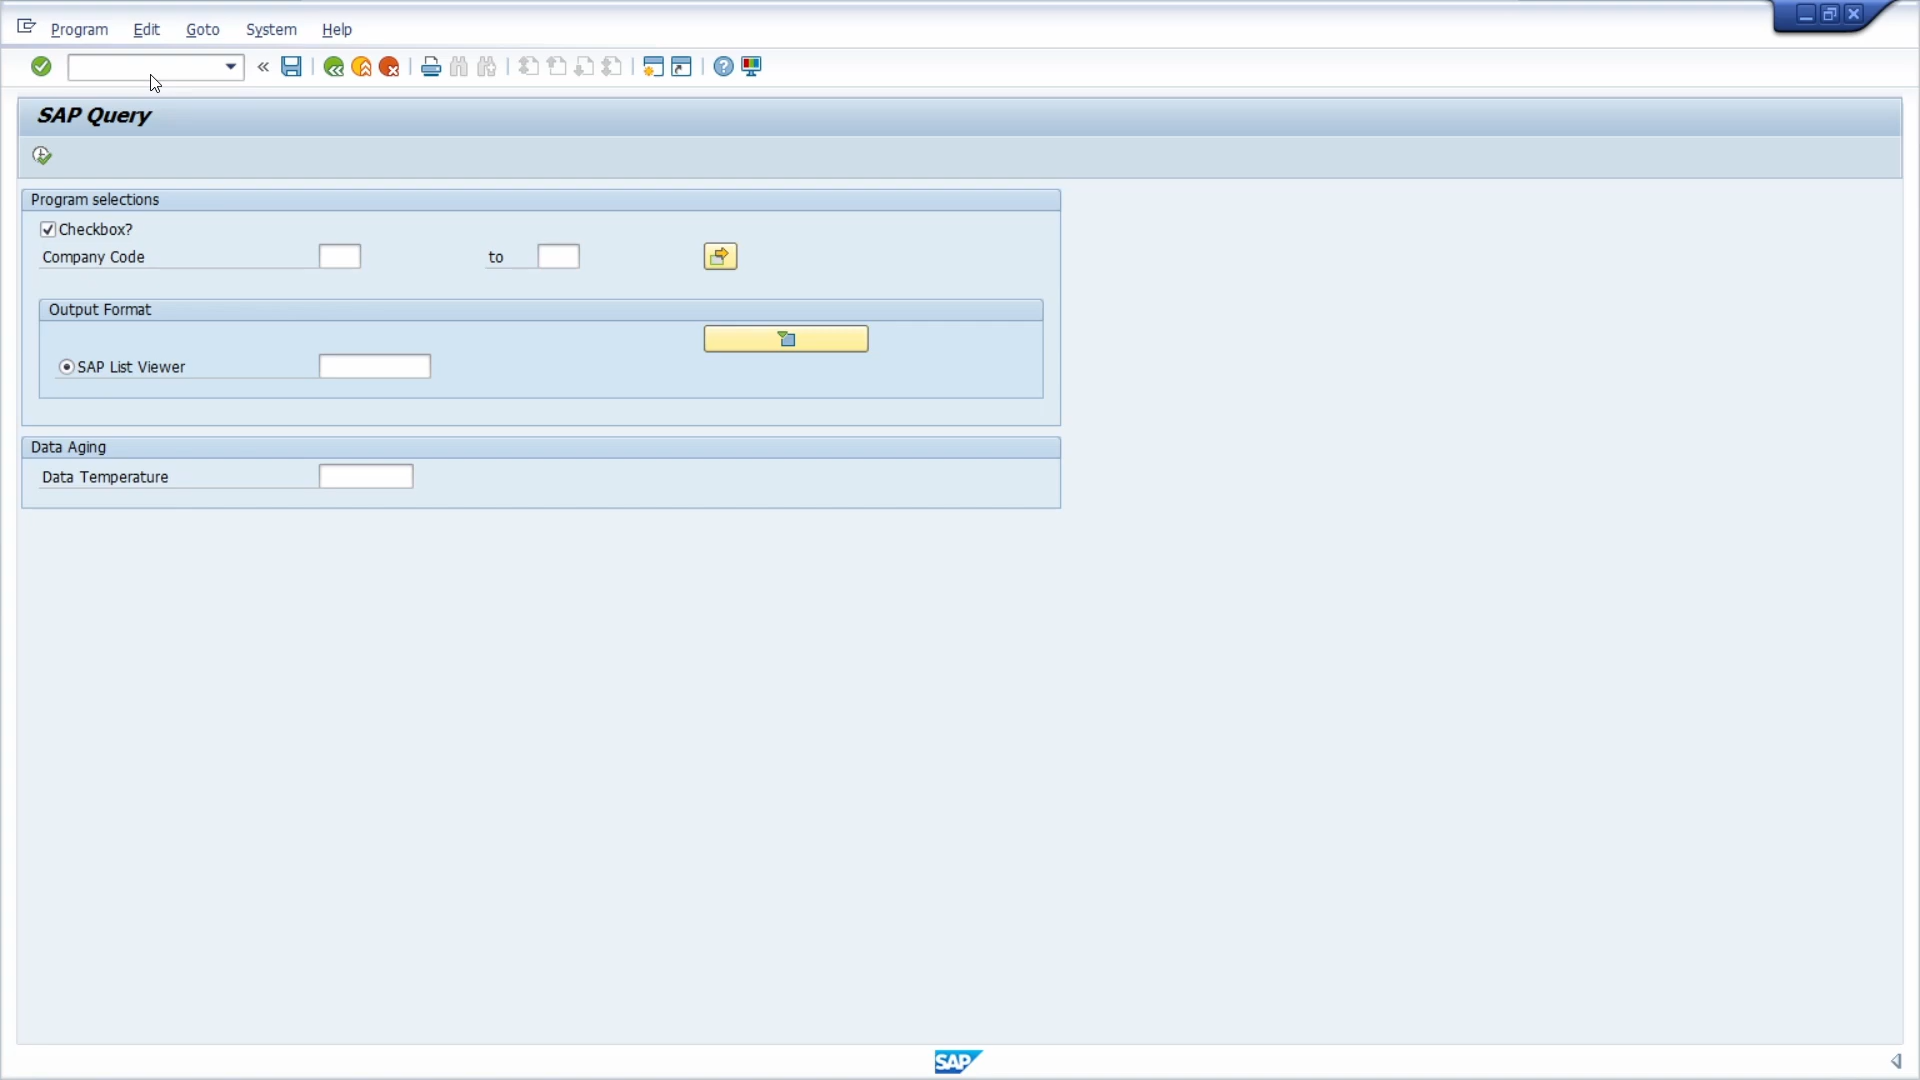 Program Edit Goto System Help
SAP Query
Program selections
Checkbox?
Company Code to
Output Format
SAP List Viewer
Data Aging
Data Temperature
SAP